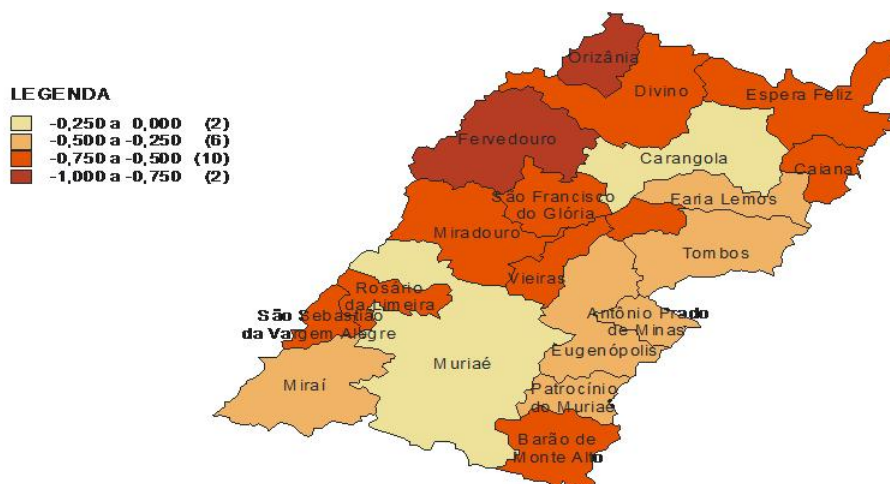 LEGENDA
-0,250 a 0,000 (2)
-0,500 a -0,250 (6)
-0,750 a -0,500 (10)
-1,000 a -0,750 (2)
Orizânia
Divino
Espera Feliz
Fervedouro
Carangola
Caiana
São Francisco
do Glória
Faria Lemos
Miradouro
Tombos
Vieiras
Rosário
da Limeira
São Sebastião
da Vargem Alegre
Antônio Prado
de Minas
Eugenópolis
Muriaé
Miraí
Patrocínio
do Muriaé
Barão de
Monte Alto